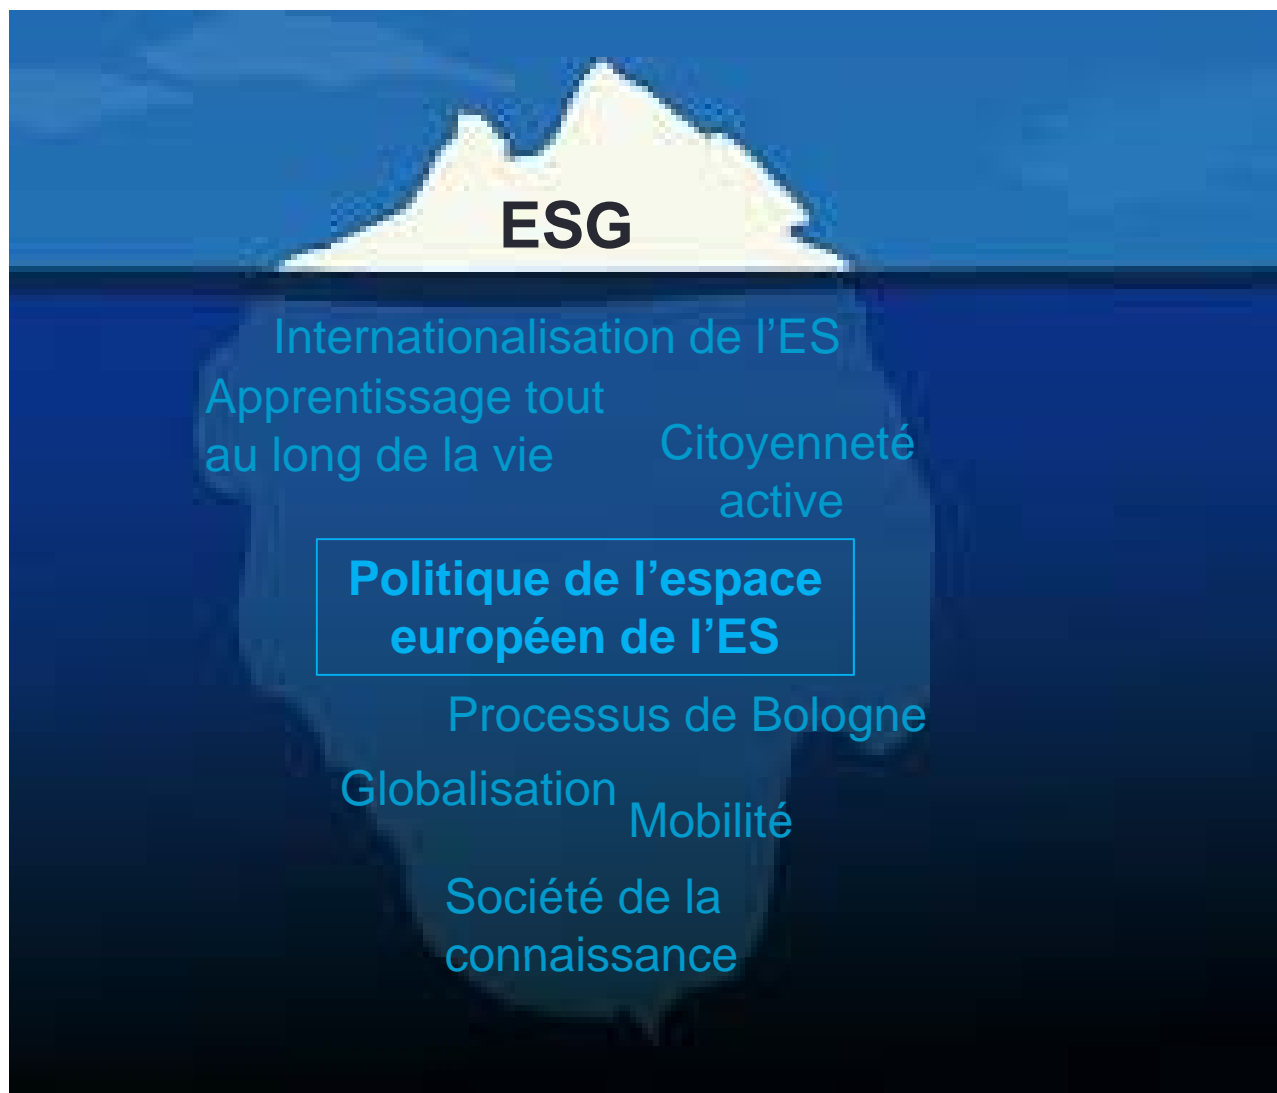 ESG
Internationalisation de l’ES
Apprentissage tout
au long de la vie
Citoyenneté
active
Politique de l’espace
européen de l’ES
Processus de Bologne
Globalisation
Mobilité
Société de la
connaissance